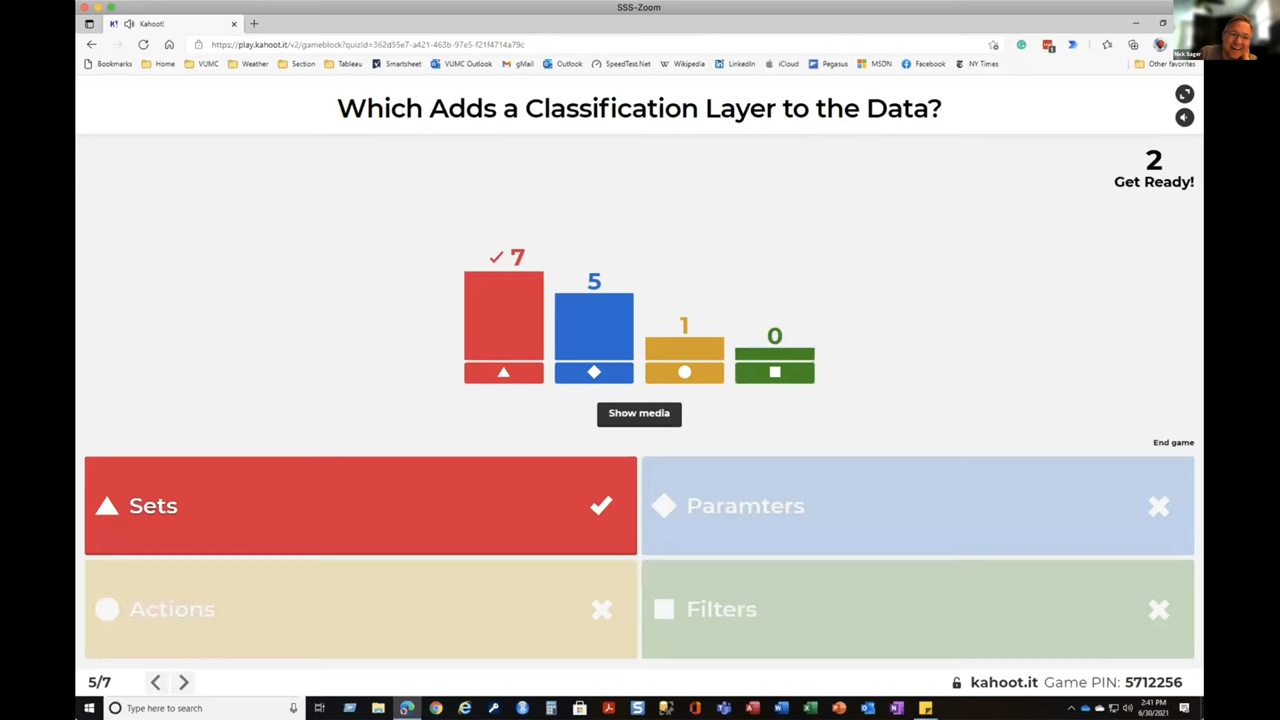 SSS-Zoom
K! Kahoot!
https://play.kahoot.it/v2/gameblock?quizId=362d55e7-a421-463b-97e5-f21ff4714a79c
Bookmarks Home VUMC Weather Section Tableau Smartsheet VUMC Outlook gMail Outlook SpeedTest.Net Wikipedia LinkedIn iCloud Pegasus MSDN Facebook NY Times Other favorites
Nick Sager
Which Adds a Classification Layer to the Data?
2
Get Ready!
7
5
1
0
Show media
End game
Sets
Paramters
Actions
Filters
5/7
kahoot.it Game PIN: 5712256
Type here to search
2:41 PM
6/30/2021